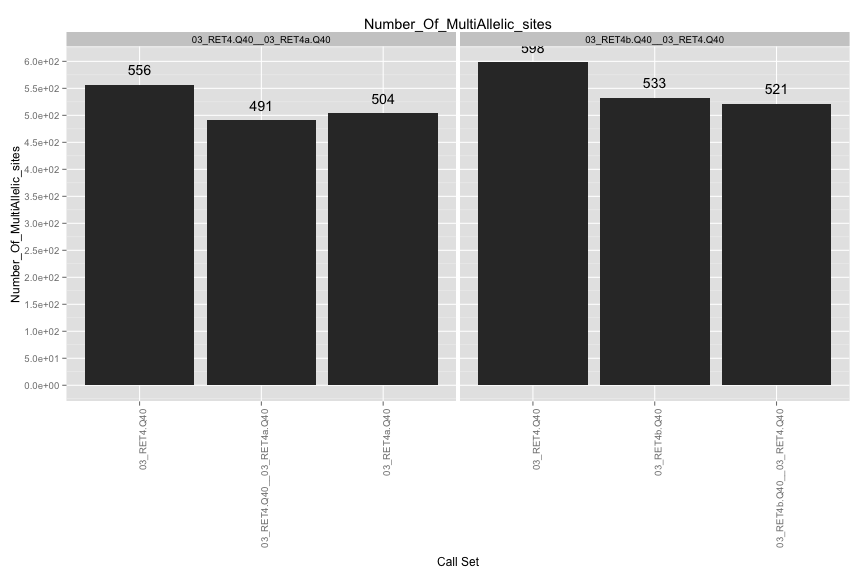 Number_Of_MultiAllelic_sites
03_RET4.Q40__03_RET4a.Q40
03_RET4b.Q40__03_RET4.Q40
556
491
504
598
533
521
6.0e+02
5.5e+02
5.0e+02
4.5e+02
4.0e+02
3.5e+02
3.0e+02
2.5e+02
2.0e+02
1.5e+02
1.0e+02
5.0e+01
0.0e+00
Number_Of_MultiAllelic_sites
03_RET4.Q40
03_RET4.Q40__03_RET4a.Q40
03_RET4a.Q40
03_RET4.Q40
03_RET4b.Q40
03_RET4b.Q40__03_RET4.Q40
Call Set